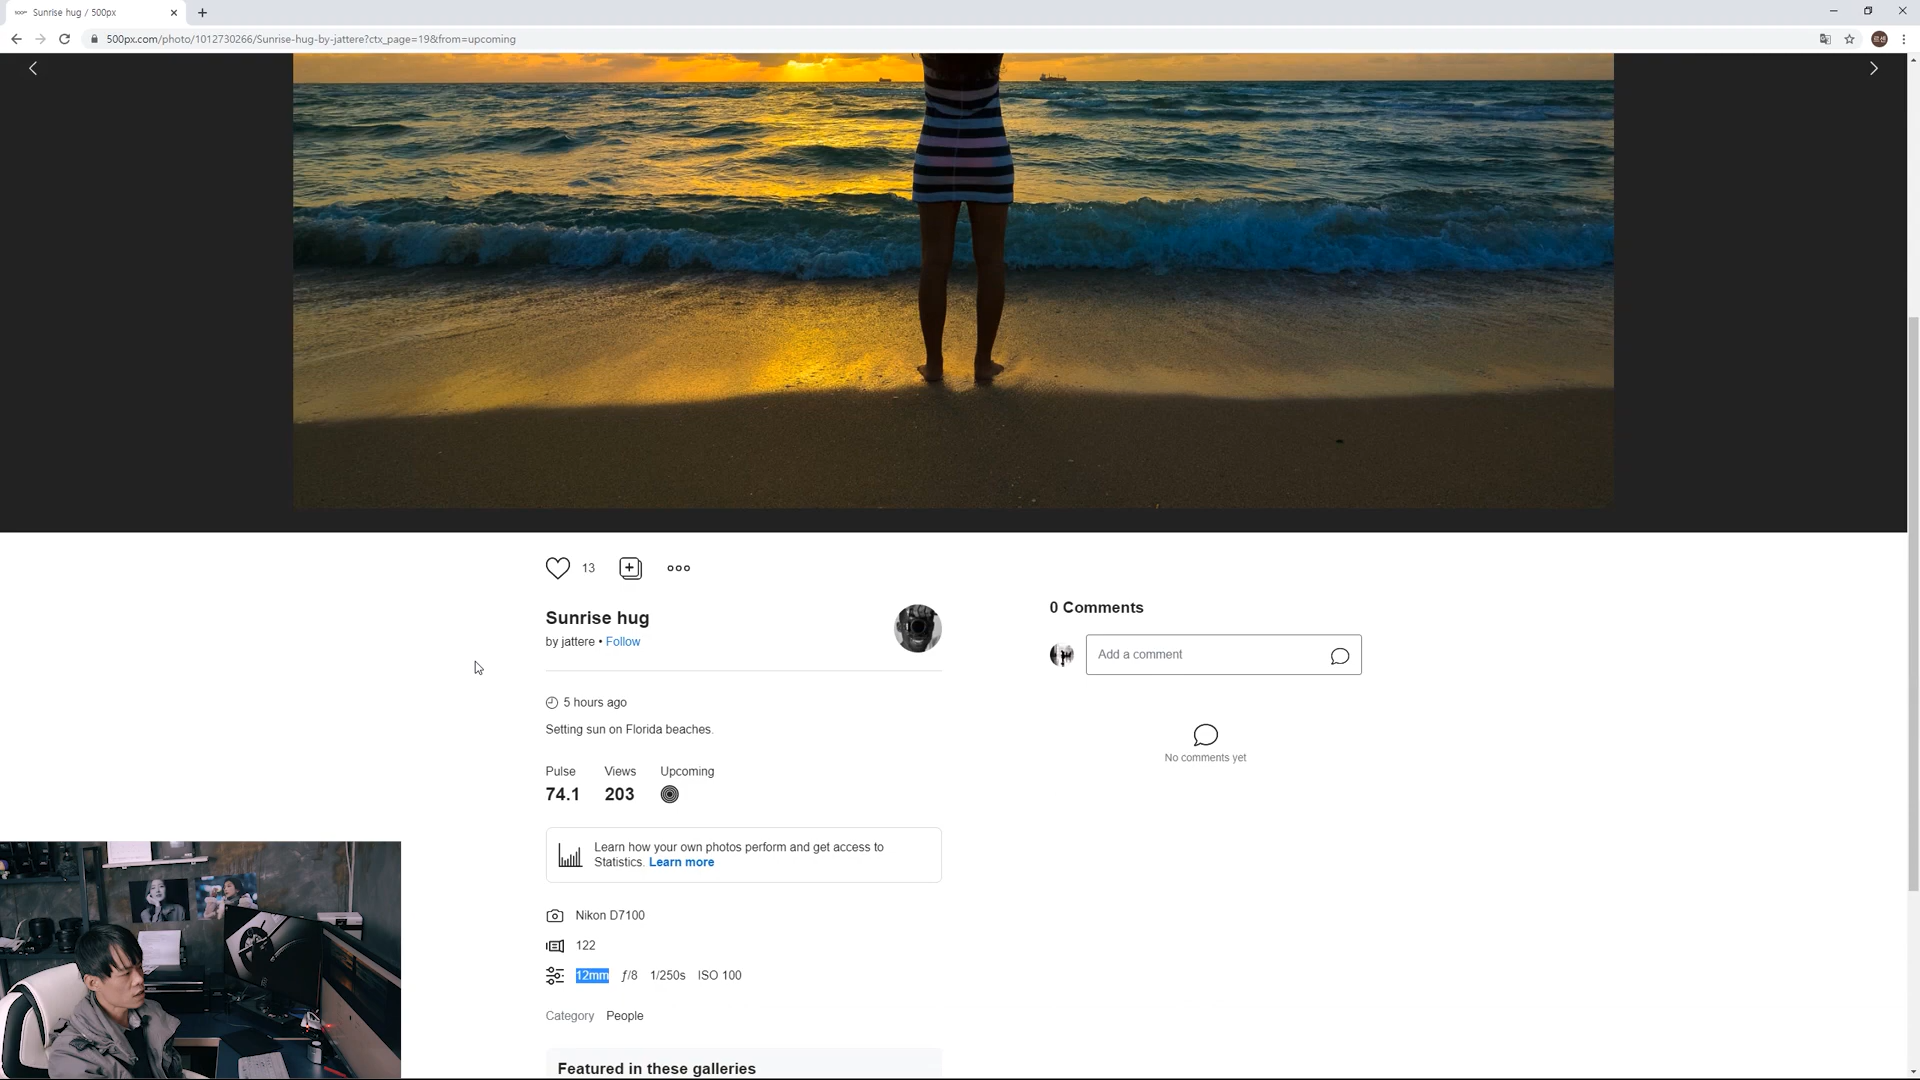 Sunrise hug / 500px
500px.com/photo/1012730266/Sunrise-hug-by-jattere?ctx_page=19&from=upcoming
13
Sunrise hug
by jattere • Follow
5 hours ago
Setting sun on Florida beaches.
Pulse Views Upcoming
74.1 203
Learn how your own photos perform and get access to
Statistics. Learn more
Nikon D7100
122
12mm ƒ/8 1/250s ISO 100
Category People
Featured in these galleries
0 Comments
Add a comment
No comments yet